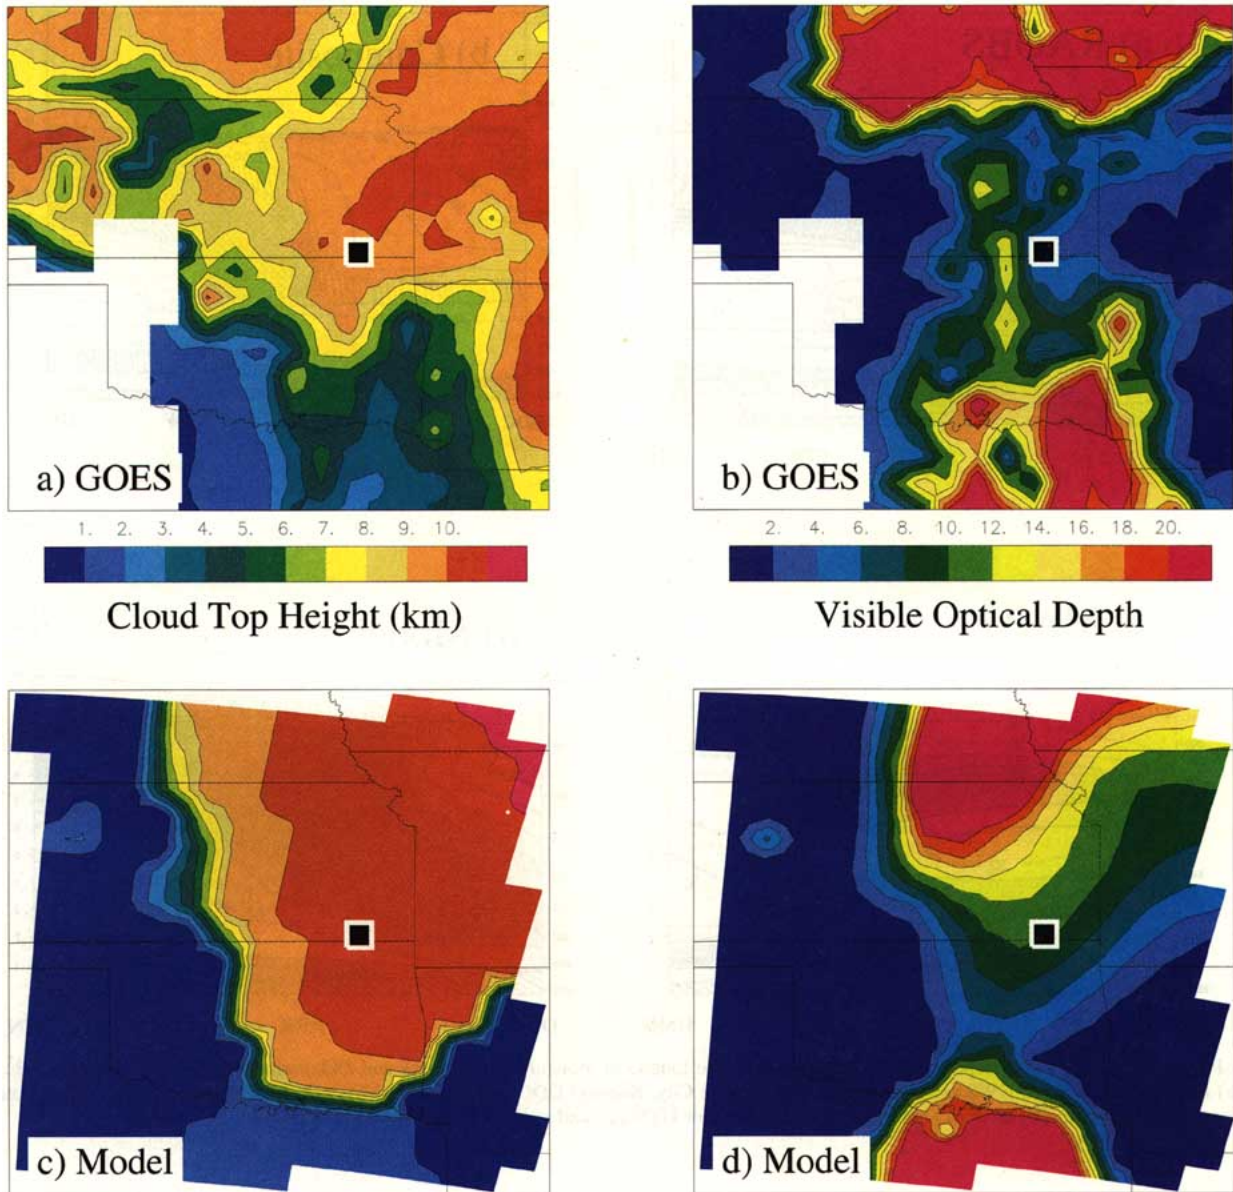 a) GOES
b) GOES
1. 2. 3. 4. 5. 6. 7. 8. 9. 10.
2. 4. 6. 8. 10. 12. 14. 16. 18. 20.
Cloud Top Height (km)
Visible Optical Depth
c) Model
d) Model